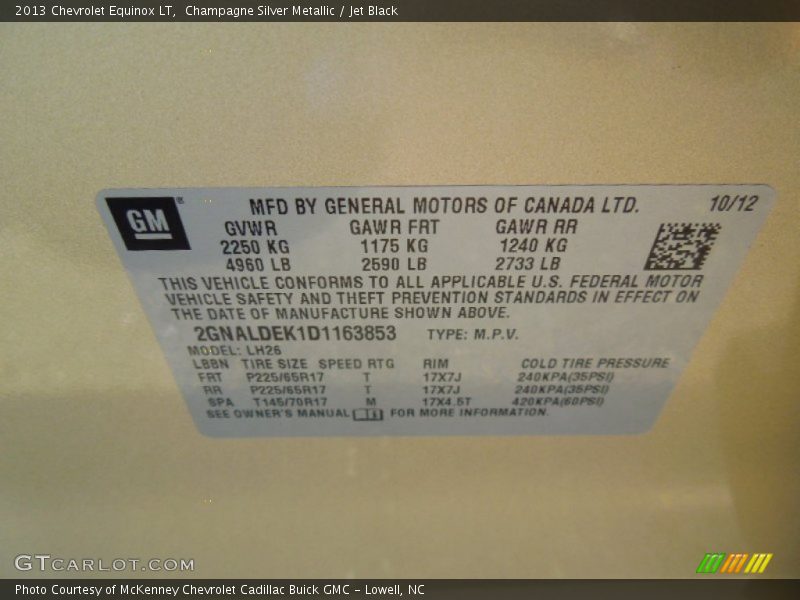 2013 Chevrolet Equinox LT,  Champagne Silver Metallic / Jet Black
GM®
MFD BY GENERAL MOTORS OF CANADA LTD. 10/12
GVWR GAWR FRT GAWR RR
2250 KG 1175 KG 1240 KG
4960 LB 2590 LB 2733 LB
THIS VEHICLE CONFORMS TO ALL APPLICABLE U.S. FEDERAL MOTOR
VEHICLE SAFETY AND THEFT PREVENTION STANDARDS IN EFFECT ON
THE DATE OF MANUFACTURE SHOWN ABOVE.
2GNALDEK1D1163853 TYPE: M.P.V.
MODEL: LH26
LBBN TIRE SIZE SPEED RTG RIM COLD TIRE PRESSURE
FRT P225/65R17 T 17X7J 240KPA(35PSI)
RR P225/65R17 T 17X7J 240KPA(35PSI)
SPA T145/70R17 M 17X4.5T 420KPA(60PSI)
SEE OWNER'S MANUAL FOR MORE INFORMATION.
GTCARLOT.COM
Photo Courtesy of McKenney Chevrolet Cadillac Buick GMC - Lowell, NC